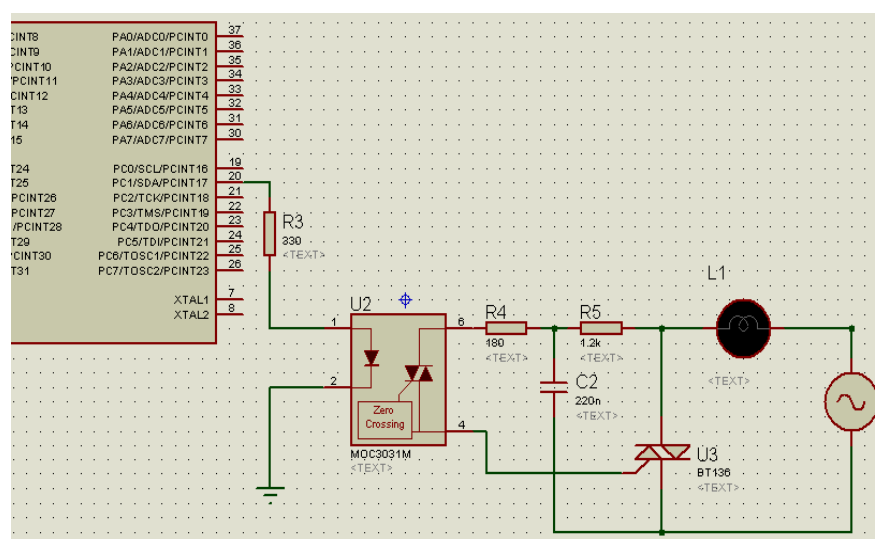 CINT8 PA0/ADC0/PCINT0 37
CINT9 PA1/ADC1/PCINT1 36
PCINT10 PA2/ADC2/PCINT2 35
/PCINT11 PA3/ADC3/PCINT3 34
CINT12 PA4/ADC4/PCINT4 33
T13 PA5/ADC5/PCINT5 32
T14 PA6/ADC6/PCINT6 31
15 PA7/ADC7/PCINT7 30
T24 PC0/SCL/PCINT16 19
T25 PC1/SDA/PCINT17 20
PCINT26 PC2/TCK/PCINT18 21
PCINT27 PC3/TMS/PCINT19 22
/PCINT28 PC4/TDO/PCINT20 23
T29 PC5/TDI/PCINT21 24
PCINT30 PC6/TOSC1/PCINT22 25
T31 PC7/TOSC2/PCINT23 26
XTAL1 7
XTAL2 8
R3
330
<TEXT>
U2
1
2
6
4
Zero
Crossing
MOC3031M
<TEXT>
R4
180
<TEXT>
R5
1.2k
<TEXT>
C2
220n
<TEXT>
L1
<TEXT>
U3
BT136
<TEXT>